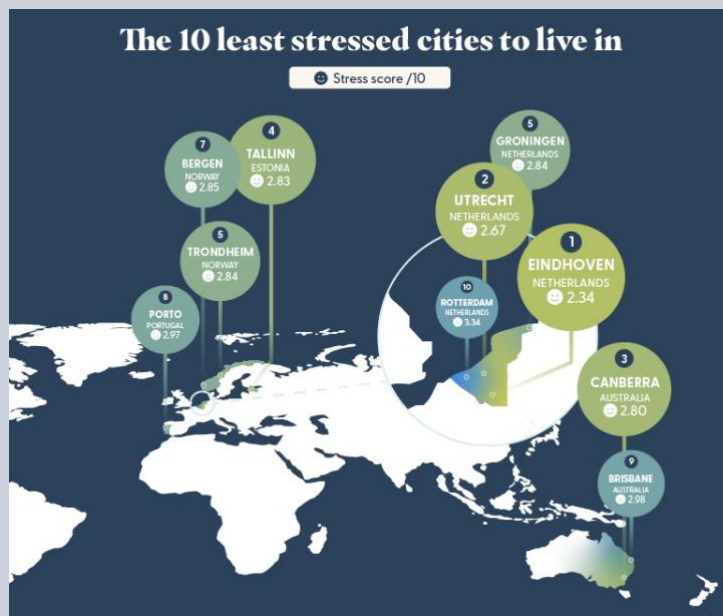 The 10 least stressed cities to live in
Stress score /10
4
TALLINN
ESTONIA
2.83
7
BERGEN
NORWAY
2.85
5
GRONINGEN
NETHERLANDS
2.84
2
UTRECHT
NETHERLANDS
2.67
5
TRONDHEIM
NORWAY
2.84
1
EINDHOVEN
NETHERLANDS
2.34
10
ROTTERDAM
NETHERLANDS
3.34
8
PORTO
PORTUGAL
2.97
3
CANBERRA
AUSTRALIA
2.80
9
BRISBANE
AUSTRALIA
2.98